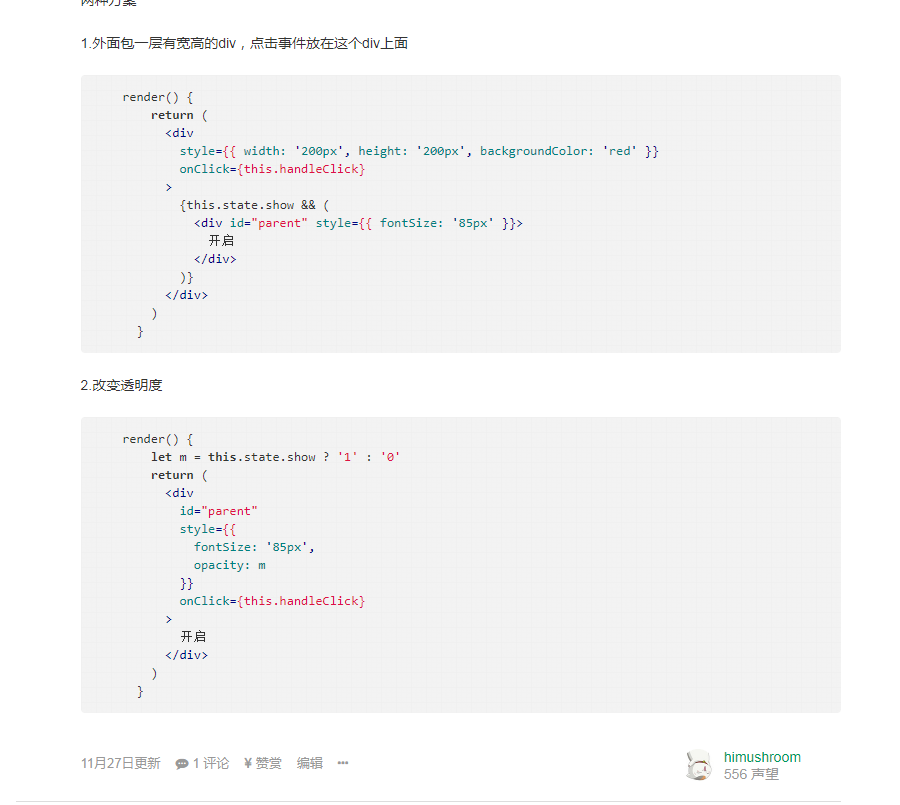 两种方案
1.外面包一层有宽高的div，点击事件放在这个div上面
render() {
return (
<div
style={{ width: '200px', height: '200px', backgroundColor: 'red' }}
onClick={this.handleClick}
>
{this.state.show && (
<div id="parent" style={{ fontSize: '85px' }}>
开启
</div>
)}
</div>
)
}
2.改变透明度
render() {
let m = this.state.show ? '1' : '0'
return (
<div
id="parent"
style={{
fontSize: '85px',
opacity: m
}}
onClick={this.handleClick}
>
开启
</div>
)
}
11月27日更新 1 评论 ¥ 赞赏 编辑 •••
himushroom
556 声望